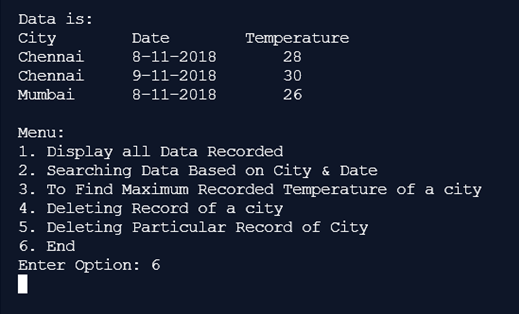 Data is:
City Date Temperature
Chennai 8-11-2018 28
Chennai 9-11-2018 30
Mumbai 8-11-2018 26
Menu:
1. Display all Data Recorded
2. Searching Data Based on City & Date
3. To Find Maximum Recorded Temperature of a city
4. Deleting Record of a city
5. Deleting Particular Record of City
6. End
Enter Option: 6